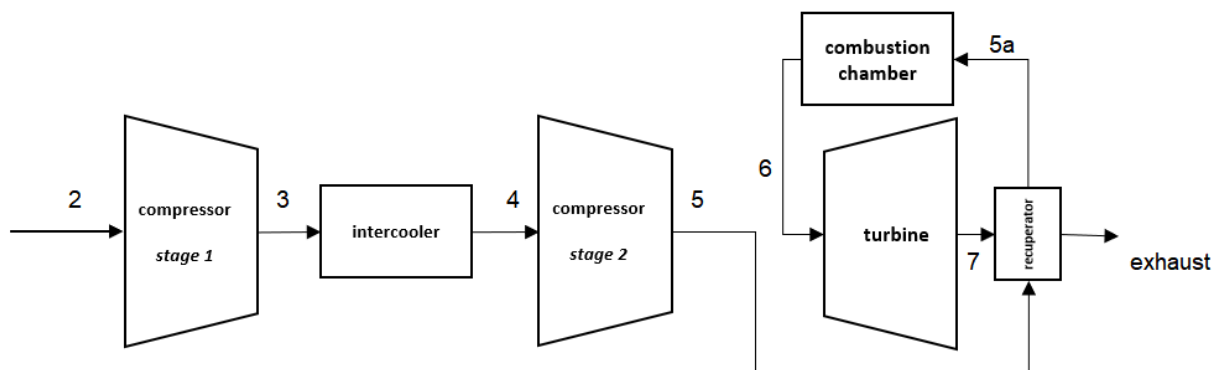 combustion
chamber
5a
6
2
compressor
stage 1
3
intercooler
4
compressor
stage 2
5
turbine
7
recuperator
exhaust